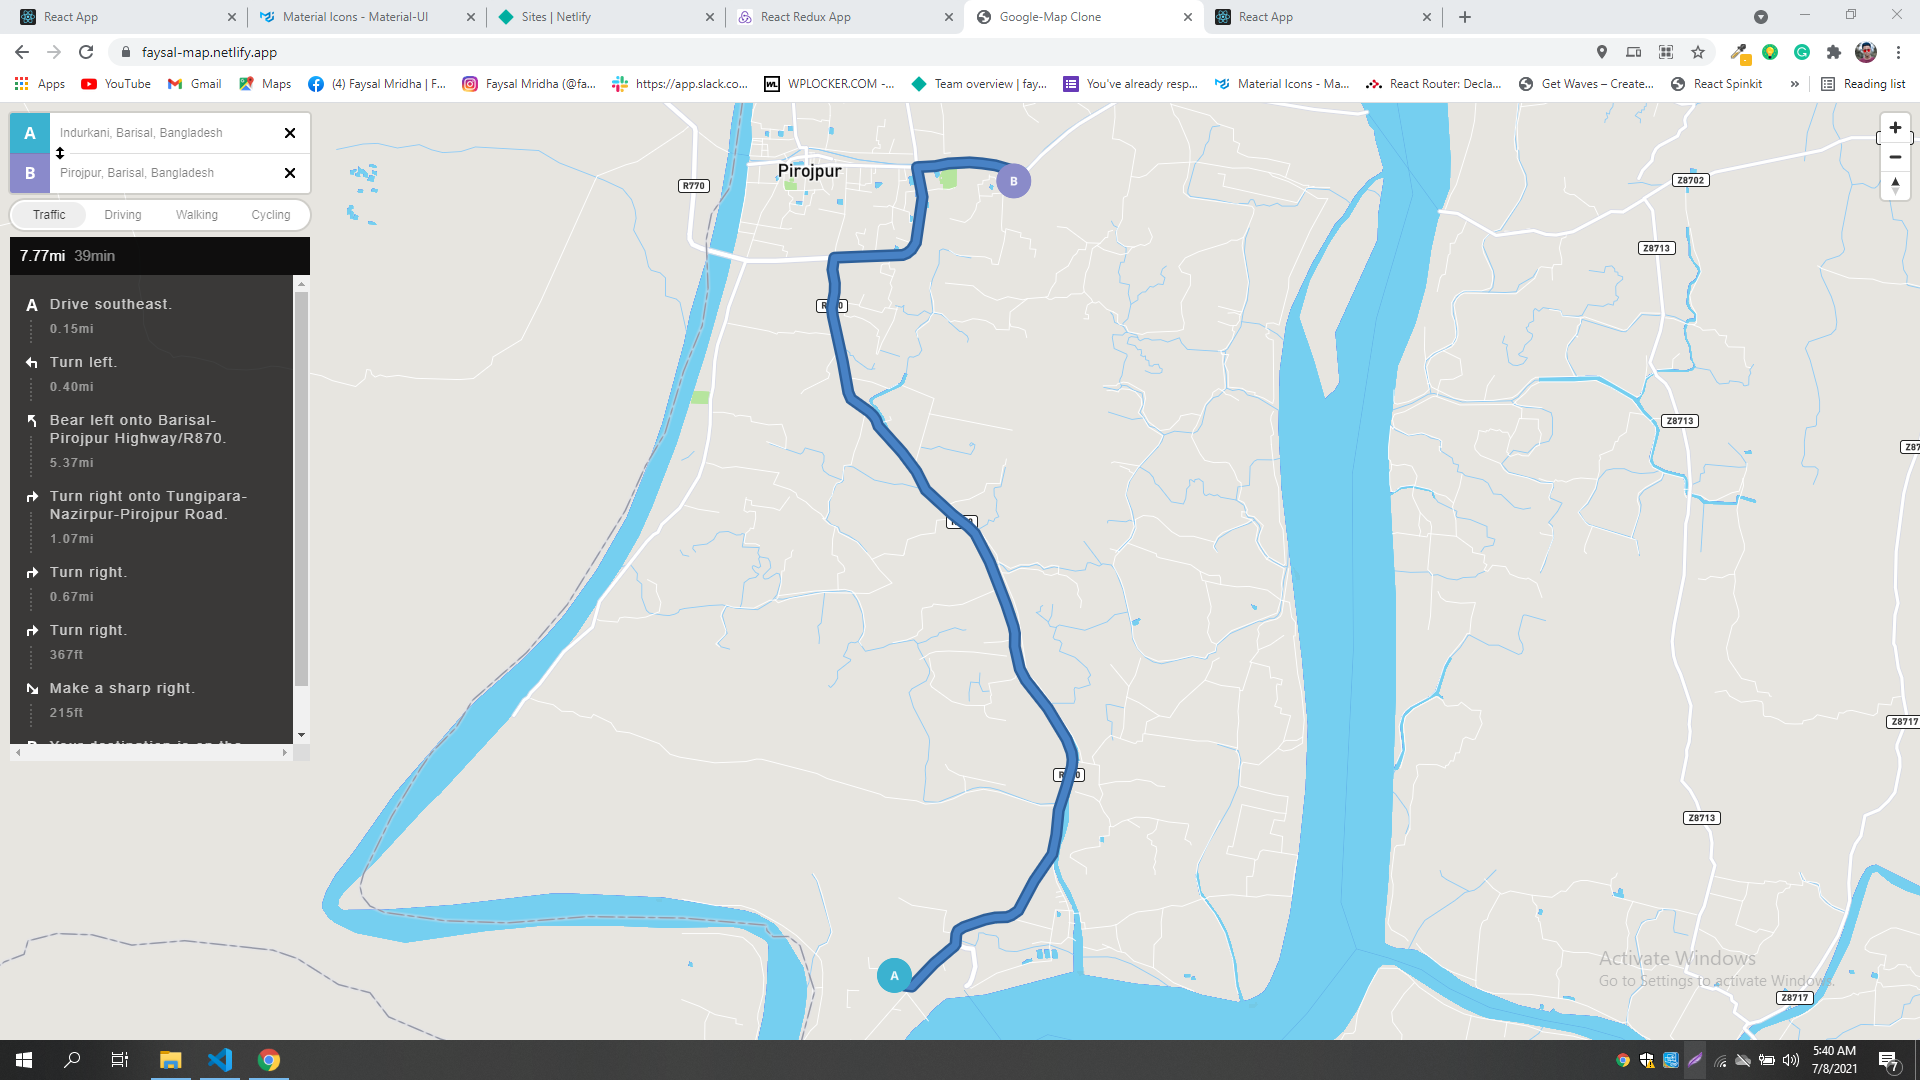 React App
Material Icons - Material-UI
Sites | Netlify
React Redux App
Google-Map Clone
React App
faysal-map.netlify.app
Apps
YouTube
Gmail
Maps
(4) Faysal Mridha | F...
Faysal Mridha (@fa...
https://app.slack.co...
WPLOCKER.COM -...
Team overview | fay...
You've already resp...
Material Icons - Ma...
React Router: Decla...
Get Waves – Create...
React Spinkit
»
Reading list
A
Indurkani, Barisal, Bangladesh
B
Pirojpur, Barisal, Bangladesh
Traffic
Driving
Walking
Cycling
7.77mi 39min
A Drive southeast.
0.15mi
Turn left.
0.40mi
Bear left onto Barisal-
Pirojpur Highway/R870.
5.37mi
Turn right onto Tungipara-
Nazirpur-Pirojpur Road.
1.07mi
Turn right.
0.67mi
Turn right.
367ft
Make a sharp right.
215ft
Pirojpur
B
R770
Z8702
Z8713
Z8713
Z8713
Z8717
Z8717
A
Activate Windows
Go to Settings to activate Windows.
5:40 AM
7/8/2021
7